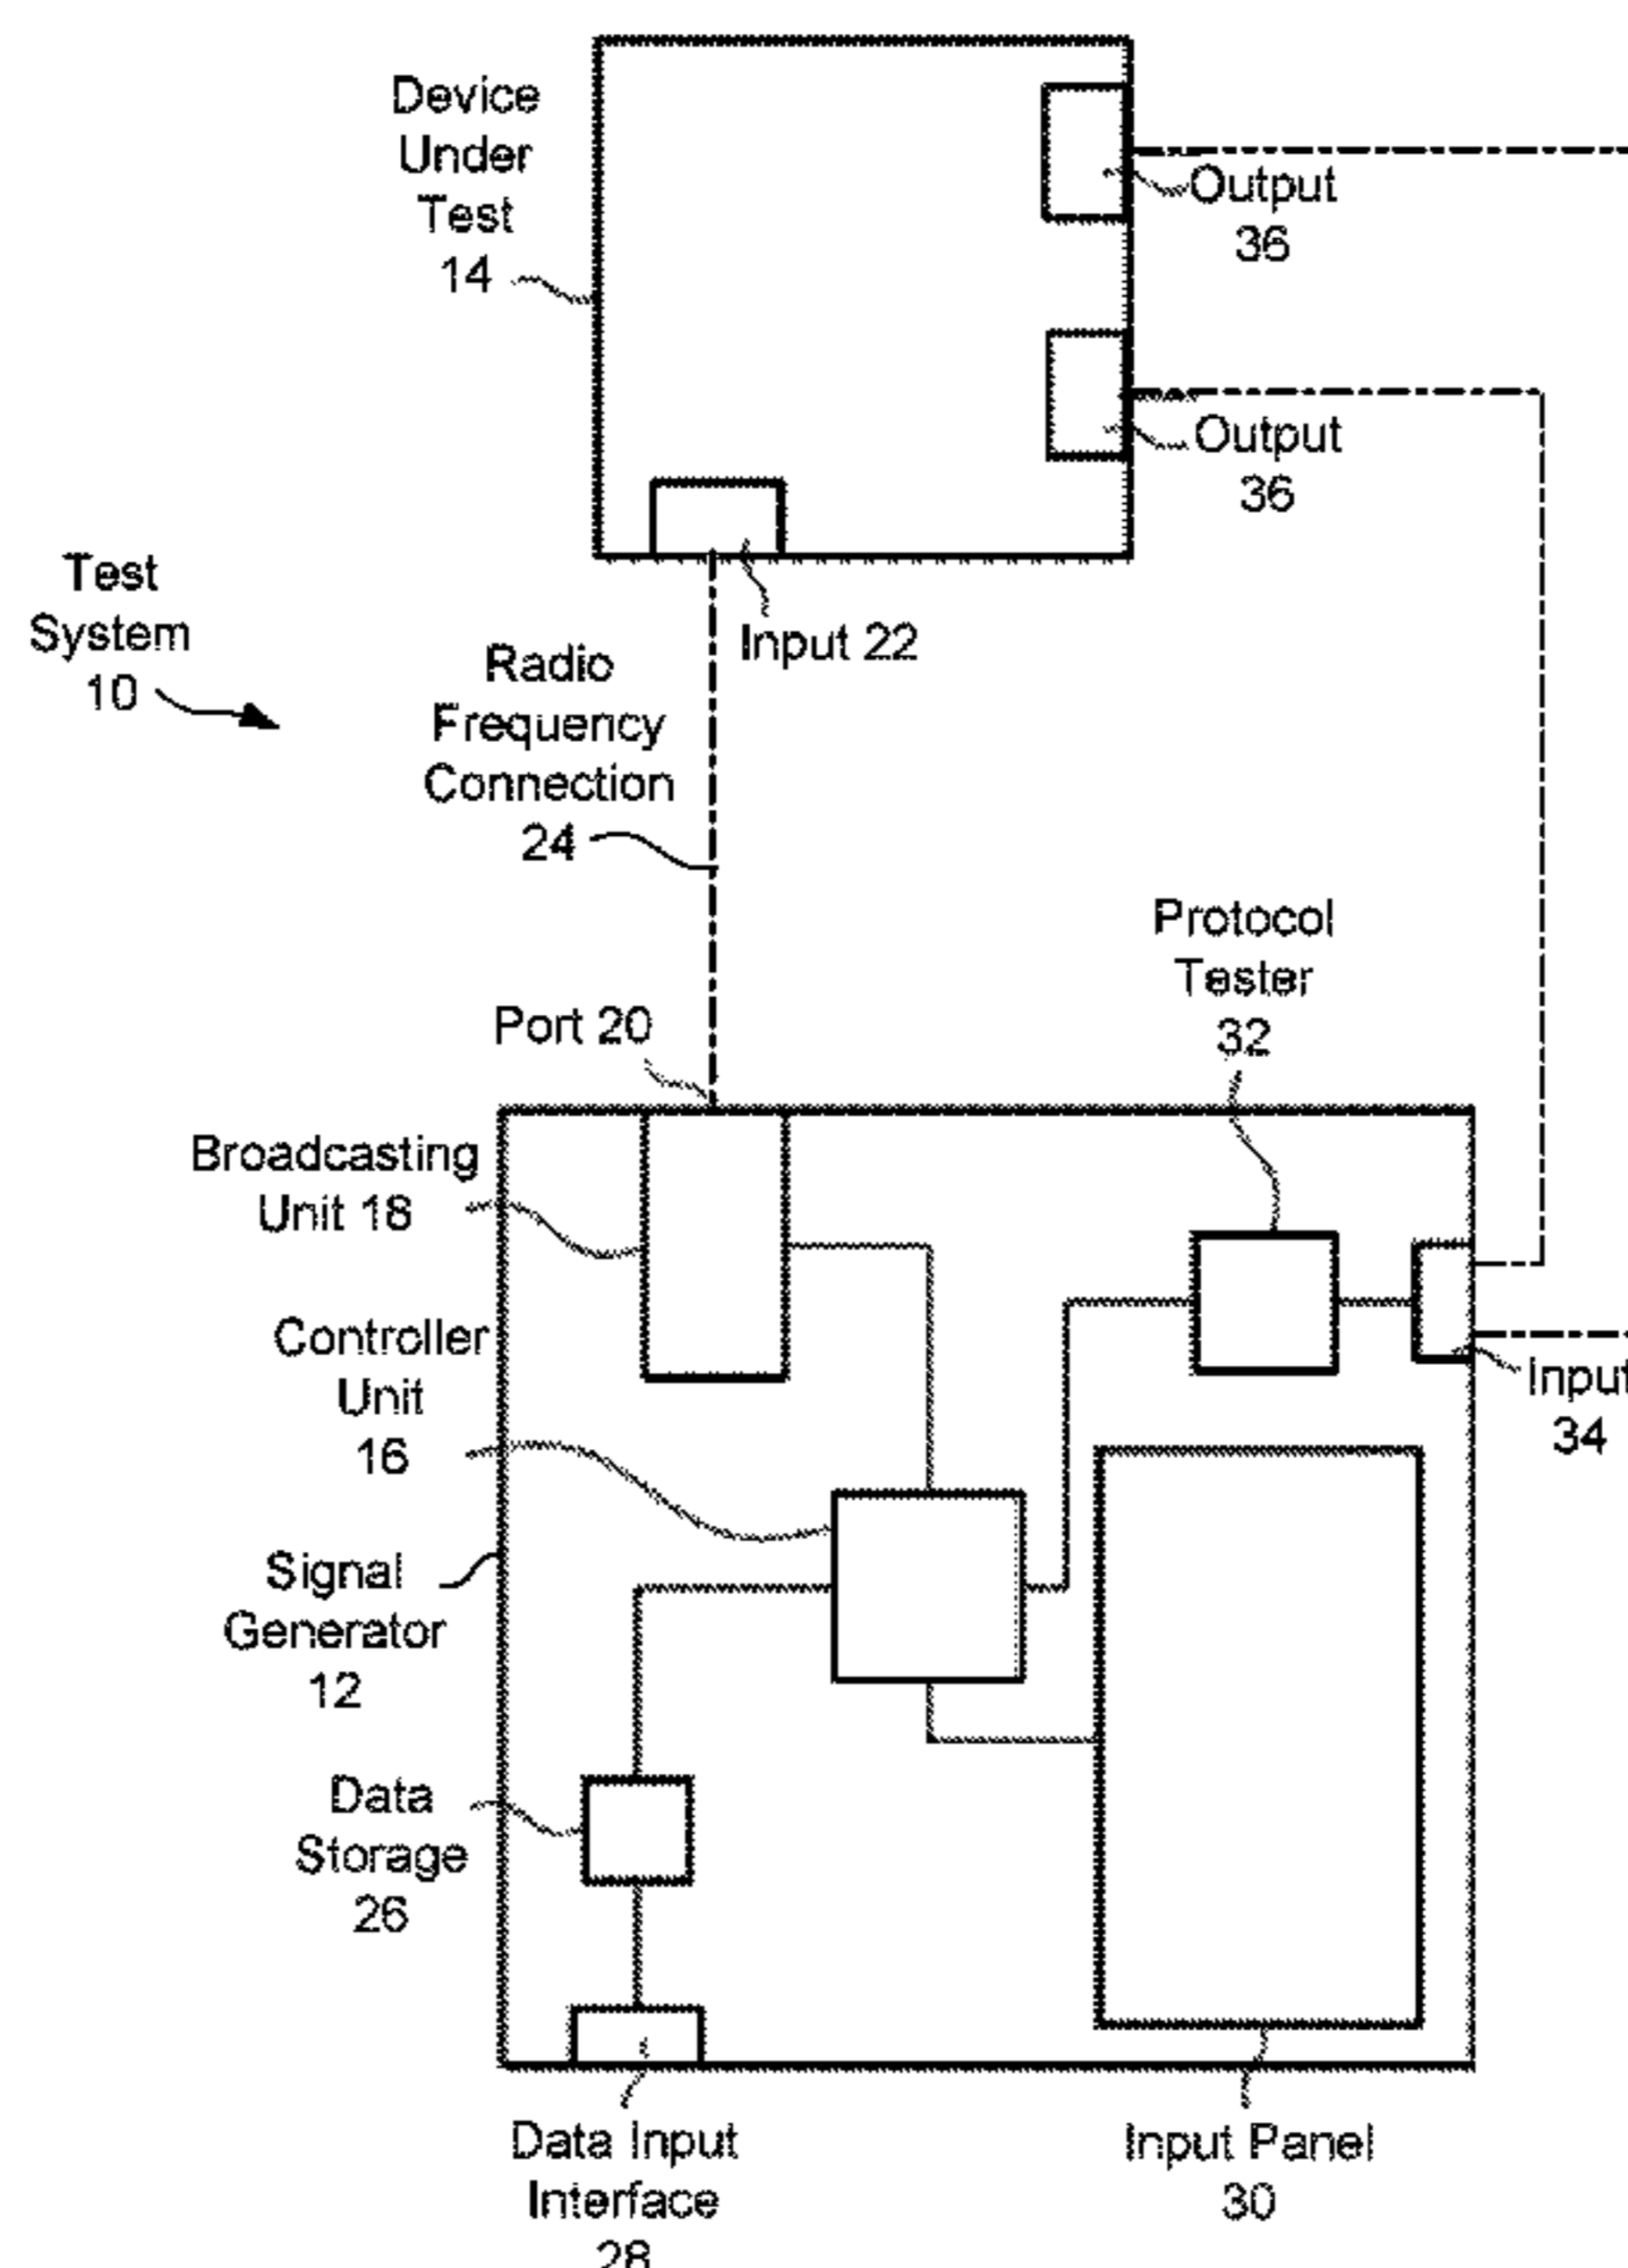 Device
Under
Test
14
Output
36
Output
36
Test
System
10
Input 22
Radio
Frequency
Connection
24
Protocol
Tester
32
Port 20
Broadcasting
Unit 18
Controller
Unit
16
Input
34
Signal
Generator
12
Data
Storage
26
Data Input
Interface
28
Input Panel
30